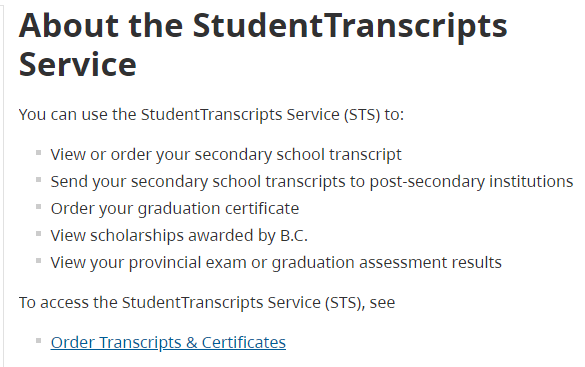 About the StudentTranscripts
Service
You can use the StudentTranscripts Service (STS) to:
View or order your secondary school transcript
Send your secondary school transcripts to post-secondary institutions
Order your graduation certificate
View scholarships awarded by B.C.
View your provincial exam or graduation assessment results
To access the StudentTranscripts Service (STS), see
Order Transcripts & Certificates